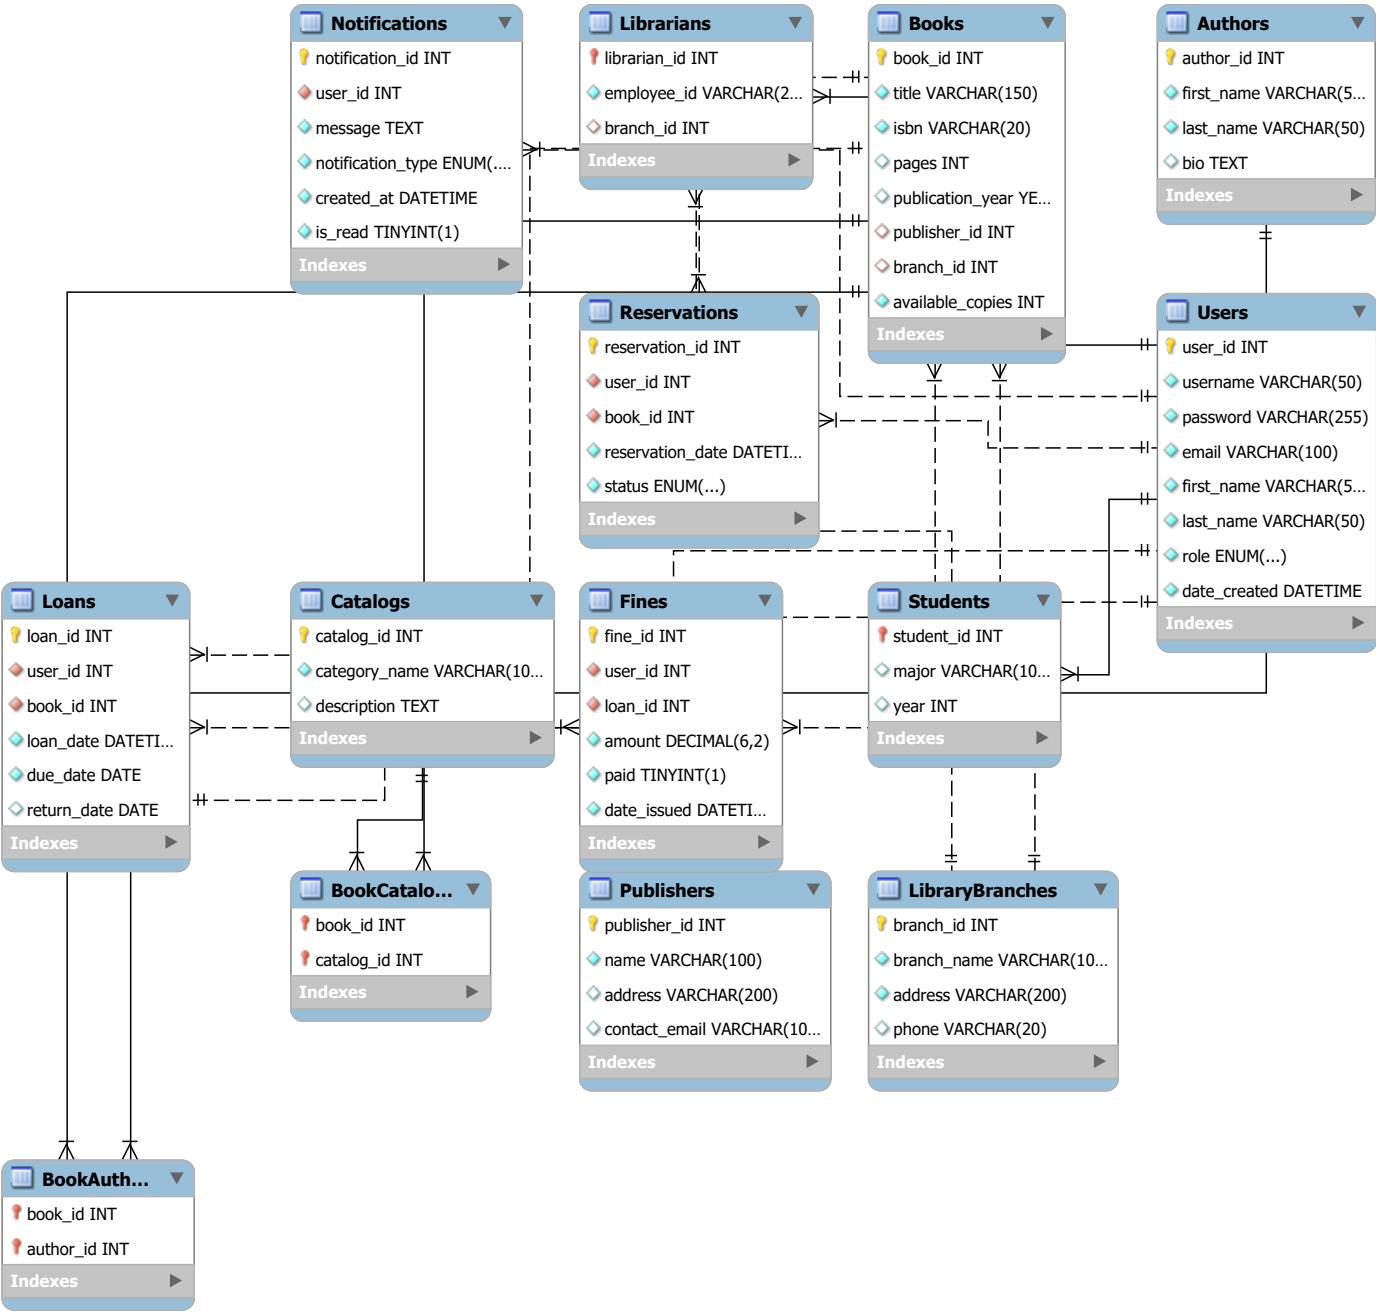 Notifications
notification_id INT
user_id INT
message TEXT
notification_type ENUM(....
created_at DATETIME
is_read TINYINT(1)
Indexes
Librarians
librarian_id INT
employee_id VARCHAR(2...
branch_id INT
Indexes
Books
book_id INT
title VARCHAR(150)
isbn VARCHAR(20)
pages INT
publication_year YE...
publisher_id INT
branch_id INT
available_copies INT
Indexes
Authors
author_id INT
first_name VARCHAR(5...
last_name VARCHAR(50)
bio TEXT
Indexes
Reservations
reservation_id INT
user_id INT
book_id INT
reservation_date DATETI...
status ENUM(...)
Indexes
Users
user_id INT
username VARCHAR(50)
password VARCHAR(255)
email VARCHAR(100)
first_name VARCHAR(5...
last_name VARCHAR(50)
role ENUM(...)
date_created DATETIME
Indexes
Loans
loan_id INT
user_id INT
book_id INT
loan_date DATETI...
due_date DATE
return_date DATE
Indexes
Catalogs
catalog_id INT
category_name VARCHAR(10...
description TEXT
Indexes
Fines
fine_id INT
user_id INT
loan_id INT
amount DECIMAL(6,2)
paid TINYINT(1)
date_issued DATETI...
Indexes
Students
student_id INT
major VARCHAR(10...
year INT
Indexes
BookCatalo...
book_id INT
catalog_id INT
Indexes
Publishers
publisher_id INT
name VARCHAR(100)
address VARCHAR(200)
contact_email VARCHAR(10...
Indexes
LibraryBranches
branch_id INT
branch_name VARCHAR(10...
address VARCHAR(200)
phone VARCHAR(20)
Indexes
BookAuth...
book_id INT
author_id INT
Indexes